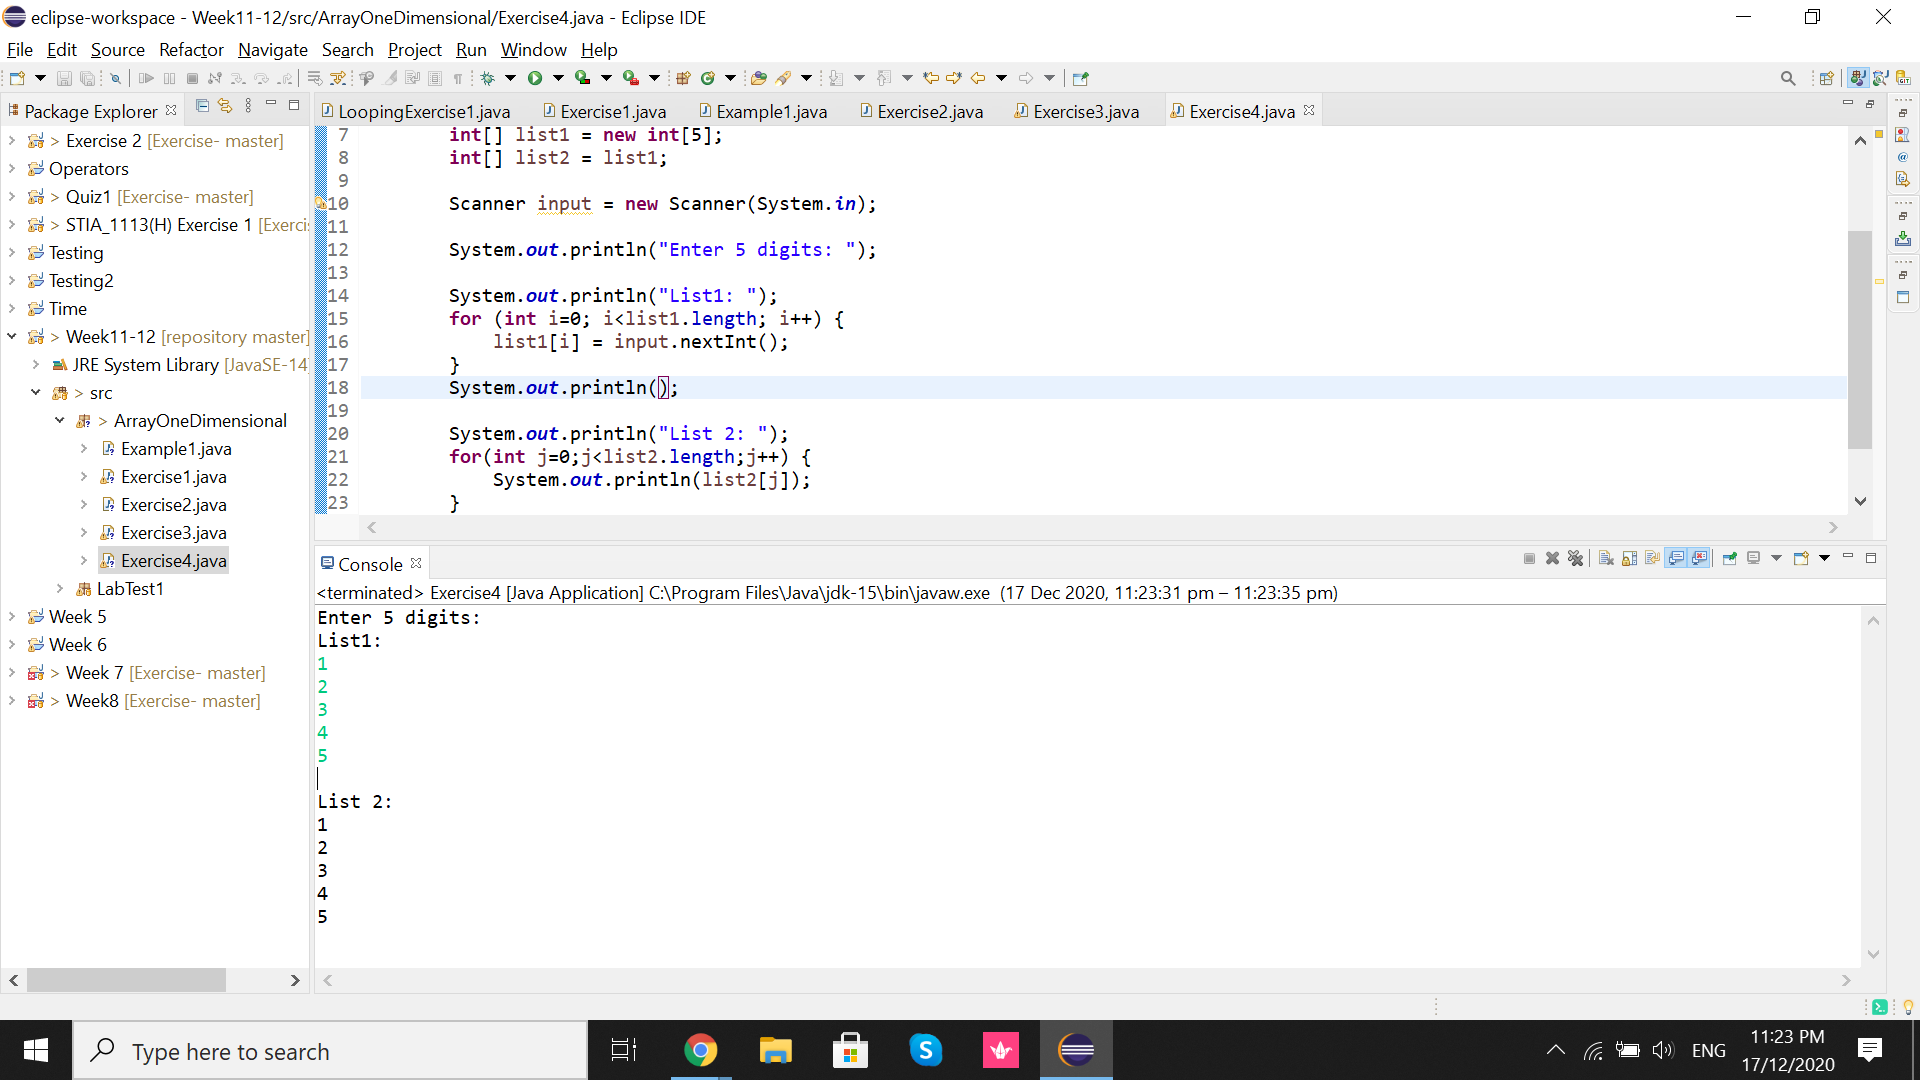 eclipse-workspace - Week11-12/src/ArrayOneDimensional/Exercise4.java - Eclipse IDE
File Edit Source Refactor Navigate Search Project Run Window Help
Package Explorer
> Exercise 2 [Exercise- master]
Operators
> Quiz1 [Exercise- master]
> STIA_1113(H) Exercise 1 [Exerci
Testing
Testing2
Time
> Week11-12 [repository master]
JRE System Library [JavaSE-14]
> src
> ArrayOneDimensional
Example1.java
Exercise1.java
Exercise2.java
Exercise3.java
Exercise4.java
LabTest1
Week 5
Week 6
> Week 7 [Exercise- master]
> Week8 [Exercise- master]
LoopingExercise1.java Exercise1.java Example1.java Exercise2.java Exercise3.java Exercise4.java
7 int[] list1 = new int[5];
8 int[] list2 = list1;
9
10 Scanner input = new Scanner(System.in);
11
12 System.out.println("Enter 5 digits: ");
13
14 System.out.println("List1: ");
15 for (int i=0; i<list1.length; i++) {
16 list1[i] = input.nextInt();
17 }
18 System.out.println();
19
20 System.out.println("List 2: ");
21 for(int j=0;j<list2.length;j++) {
22 System.out.println(list2[j]);
23 }
Console
<terminated> Exercise4 [Java Application] C:\Program Files\Java\jdk-15\bin\javaw.exe (17 Dec 2020, 11:23:31 pm – 11:23:35 pm)
Enter 5 digits:
List1:
1
2
3
4
5
List 2:
1
2
3
4
5
Type here to search
ENG
11:23 PM
17/12/2020